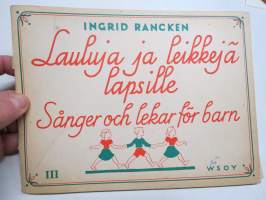 INGRID RANCKEN
Lauluja ja leikkejä
lapsille
Sånger och lekar för barn
III
WSOY